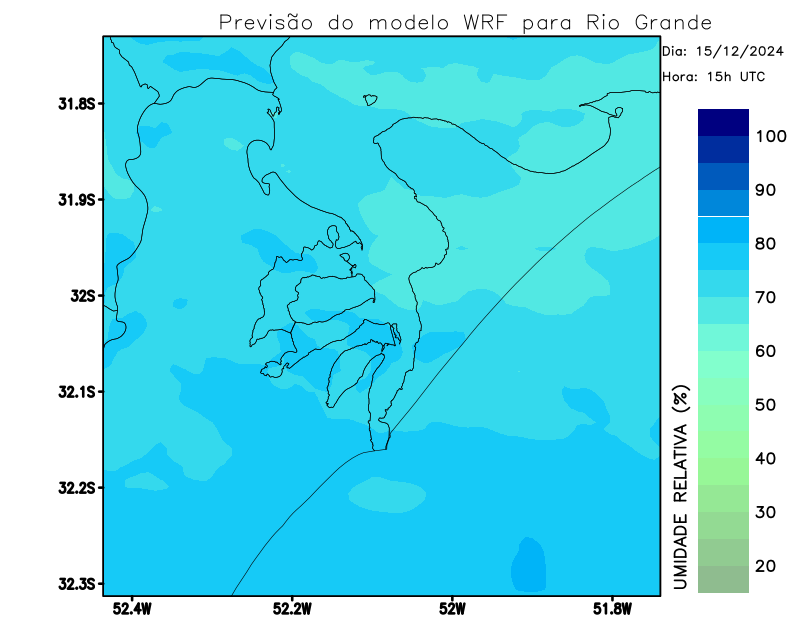 Previsão do modelo WRF para Rio Grande
Dia: 15/12/2024
Hora: 15h UTC
31.8S
31.9S
32S
32.1S
32.2S
32.3S
52.4W
52.2W
52W
51.8W
100
90
80
70
60
50
40
30
20
UMIDADE RELATIVA (%)